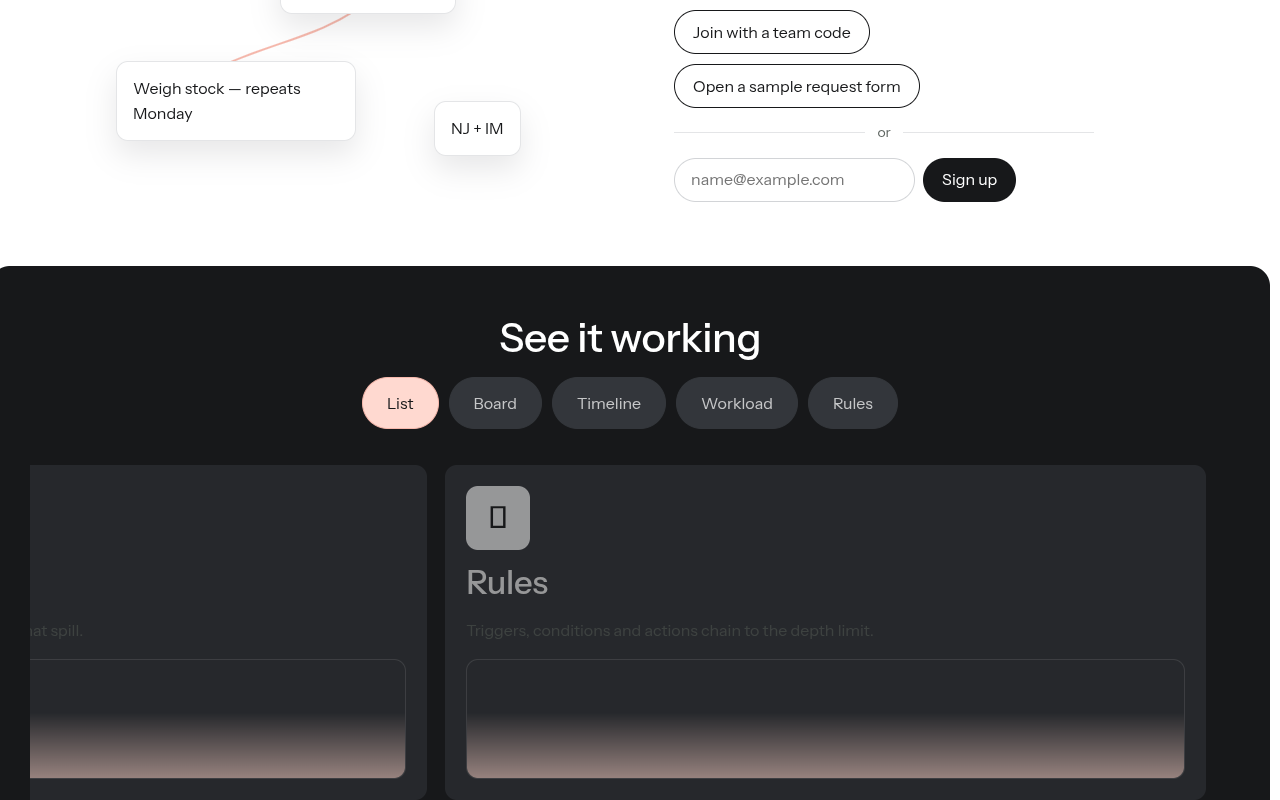 Weigh stock — repeats
Monday
NJ + IM
Join with a team code
Open a sample request form
or
name@example.com
Sign up
See it working
List
Board
Timeline
Workload
Rules
Rules
hat spill.
Triggers, conditions and actions chain to the depth limit.